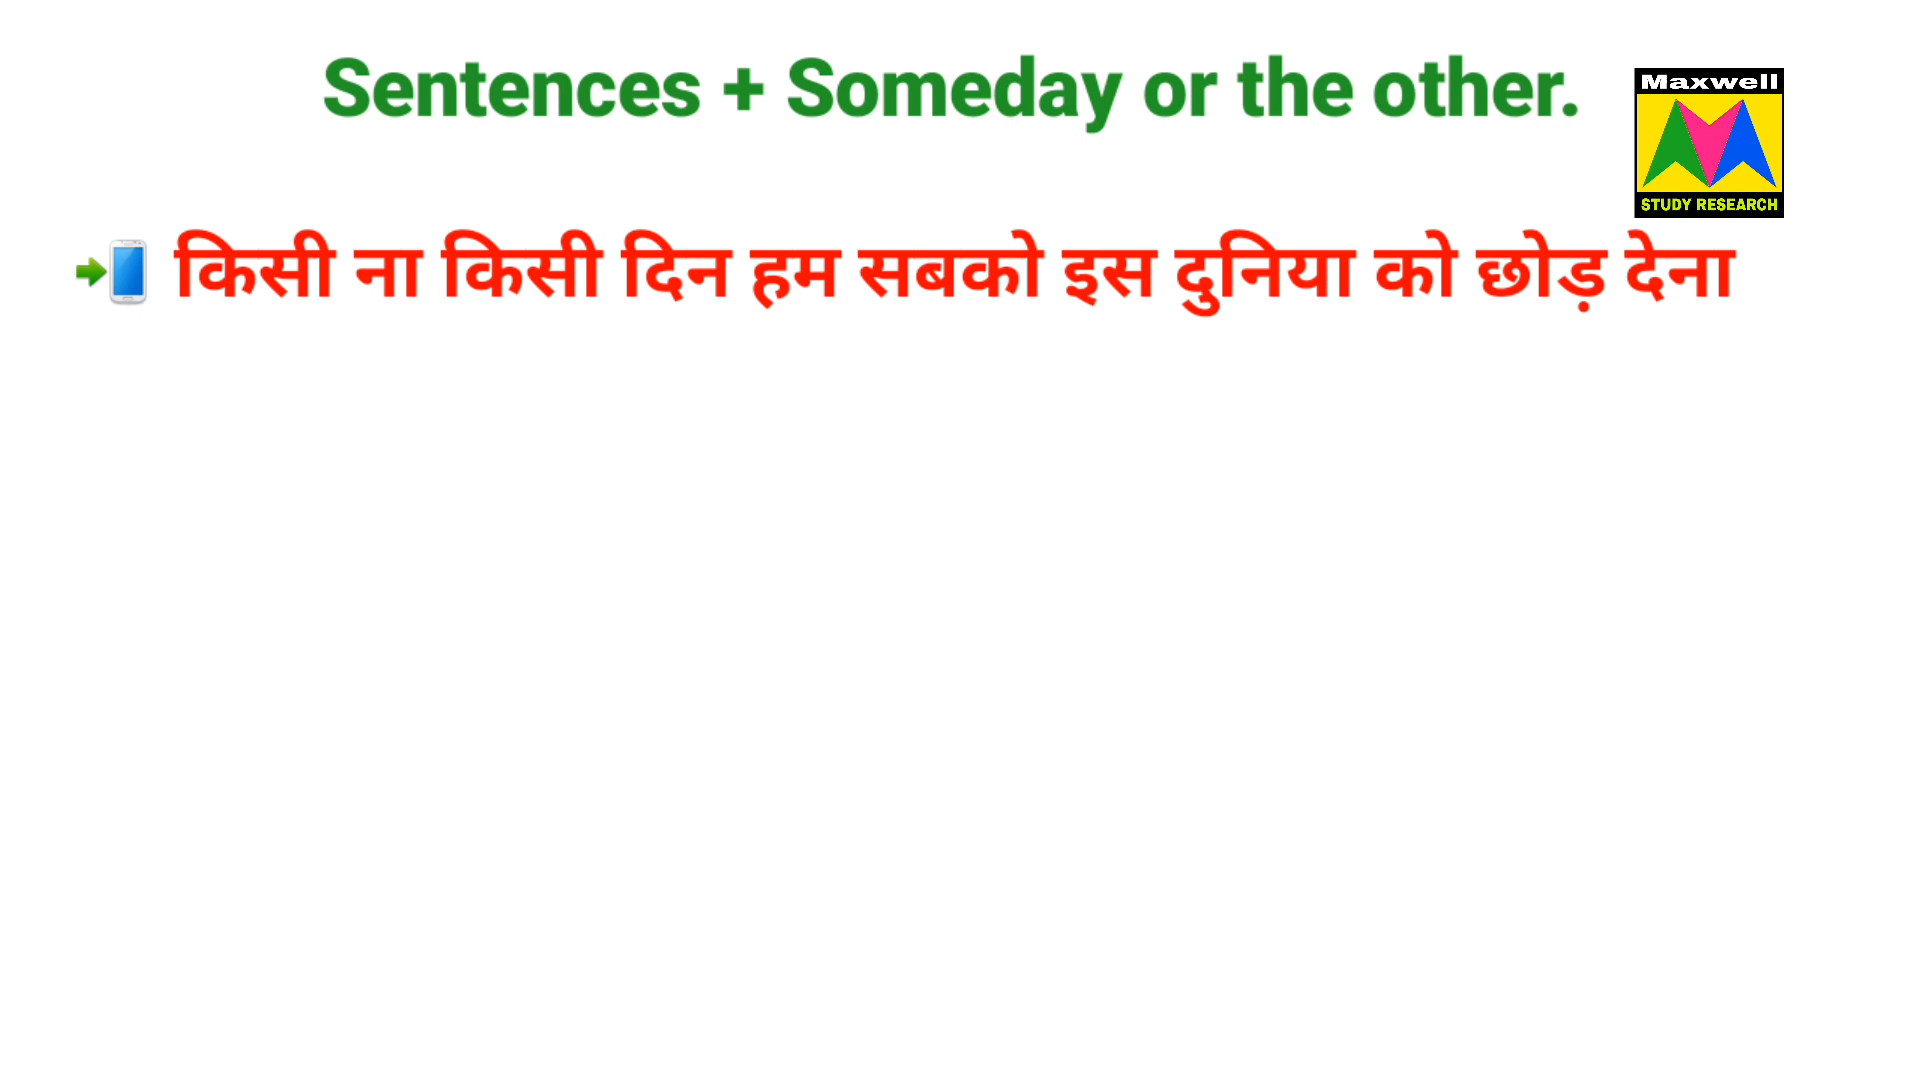 Sentences + Someday or the other.
Maxwell
STUDY RESEARCH
किसी ना किसी दिन हम सबको इस दुनिया को छोड़ देना